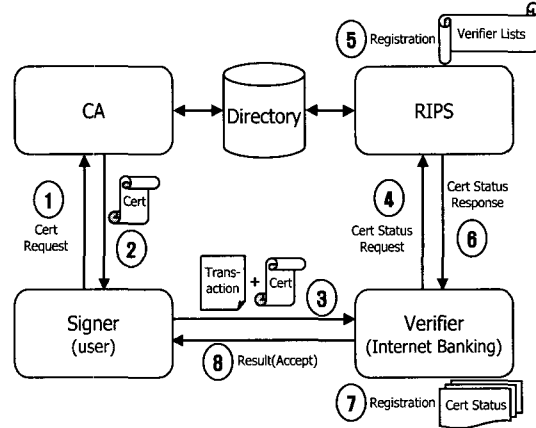 5 Registration
Verifier Lists
CA
Directory
RIPS
1
Cert
Request
Cert
2
4
Cert Status
Request
Cert Status
Response
6
Trans-
action
+
Cert
3
Signer
(user)
Verifier
(Internet Banking)
8 Result(Accept)
7 Registration
Cert Status